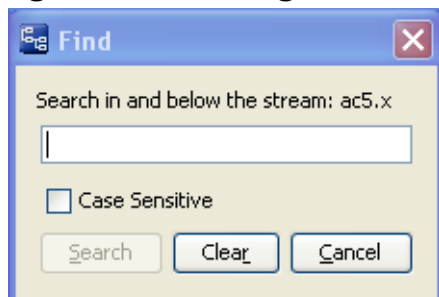 Find
Search in and below the stream: ac5.x
Case Sensitive
Search Clear Cancel